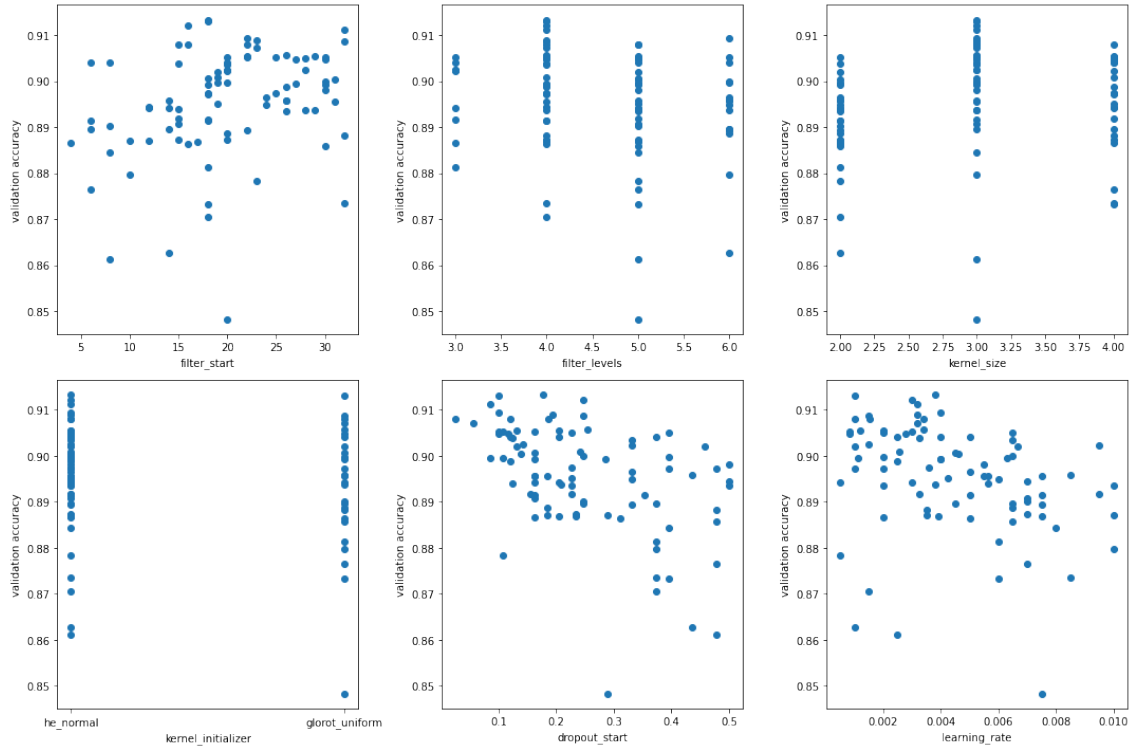 validation accuracy
0.91
0.90
0.89
0.88
0.87
0.86
0.85
5 10 15 20 25 30
filter_start
validation accuracy
0.91
0.90
0.89
0.88
0.87
0.86
0.85
3.0 3.5 4.0 4.5 5.0 5.5 6.0
filter_levels
validation accuracy
0.91
0.90
0.89
0.88
0.87
0.86
0.85
2.00 2.25 2.50 2.75 3.00 3.25 3.50 3.75 4.00
kernel_size
validation accuracy
0.91
0.90
0.89
0.88
0.87
0.86
0.85
he_normal glorot_uniform
kernel_initializer
validation accuracy
0.91
0.90
0.89
0.88
0.87
0.86
0.85
0.1 0.2 0.3 0.4 0.5
dropout_start
validation accuracy
0.91
0.90
0.89
0.88
0.87
0.86
0.85
0.002 0.004 0.006 0.008 0.010
learning_rate